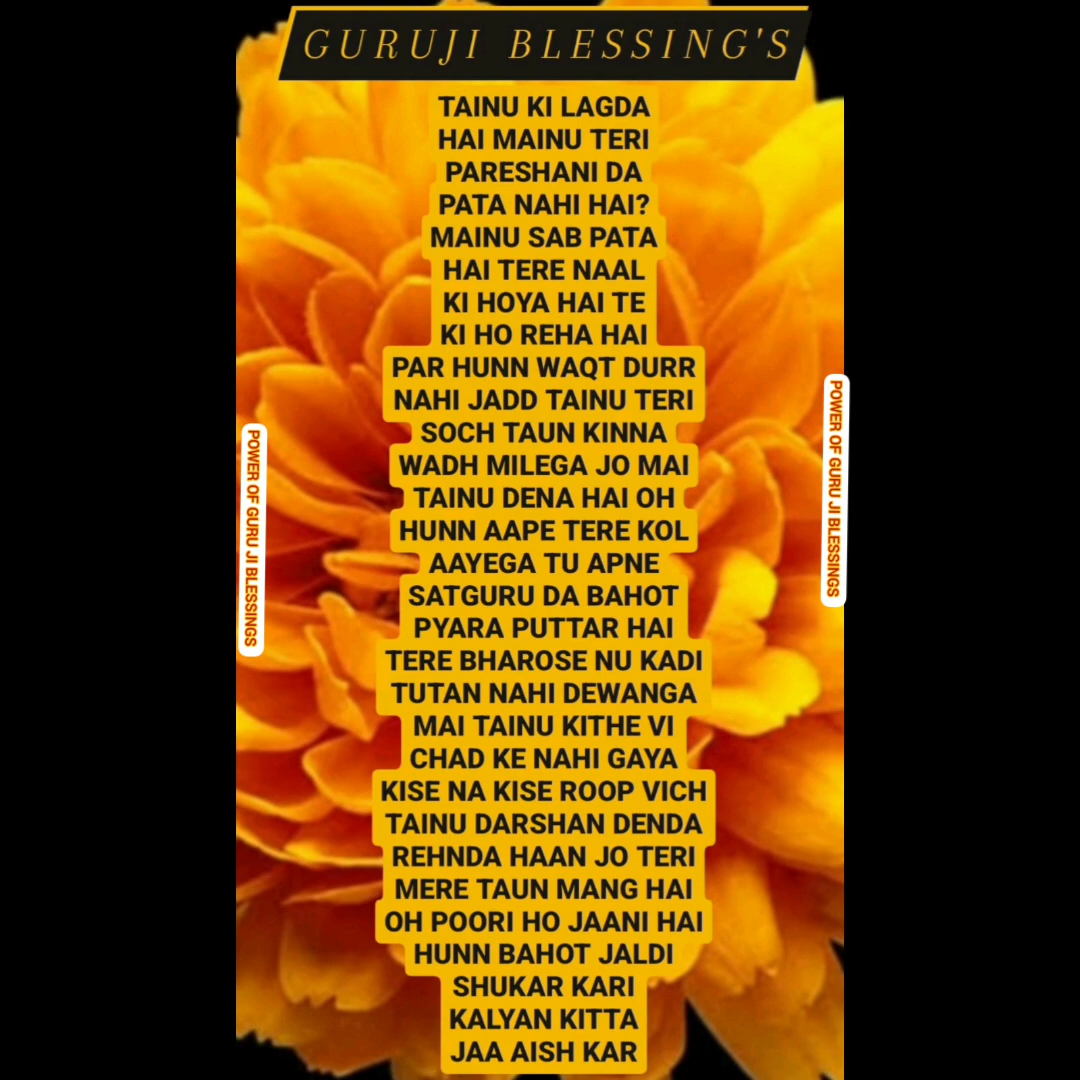 GURUJI BLESSING'S
TAINU KI LAGDA
HAI MAINU TERI
PARESHANI DA
PATA NAHI HAI?
MAINU SAB PATA
HAI TERE NAAL
KI HOYA HAI TE
KI HO REHA HAI
PAR HUNN WAQT DURR
NAHI JADD TAINU TERI
SOCH TAUN KINNA
WADH MILEGA JO MAI
TAINU DENA HAI OH
HUNN AAPE TERE KOL
AAYEGA TU APNE
SATGURU DA BAHOT
PYARA PUTTAR HAI
TERE BHAROSE NU KADI
TUTAN NAHI DEWANGA
MAI TAINU KITHE VI
CHAD KE NAHI GAYA
KISE NA KISE ROOP VICH
TAINU DARSHAN DENDA
REHNDA HAAN JO TERI
MERE TAUN MANG HAI
OH POORI HO JAANI HAI
HUNN BAHOT JALDI
SHUKAR KARI
KALYAN KITTA
JAA AISH KAR
POWER OF GURU JI BLESSINGS
POWER OF GURU JI BLESSINGS